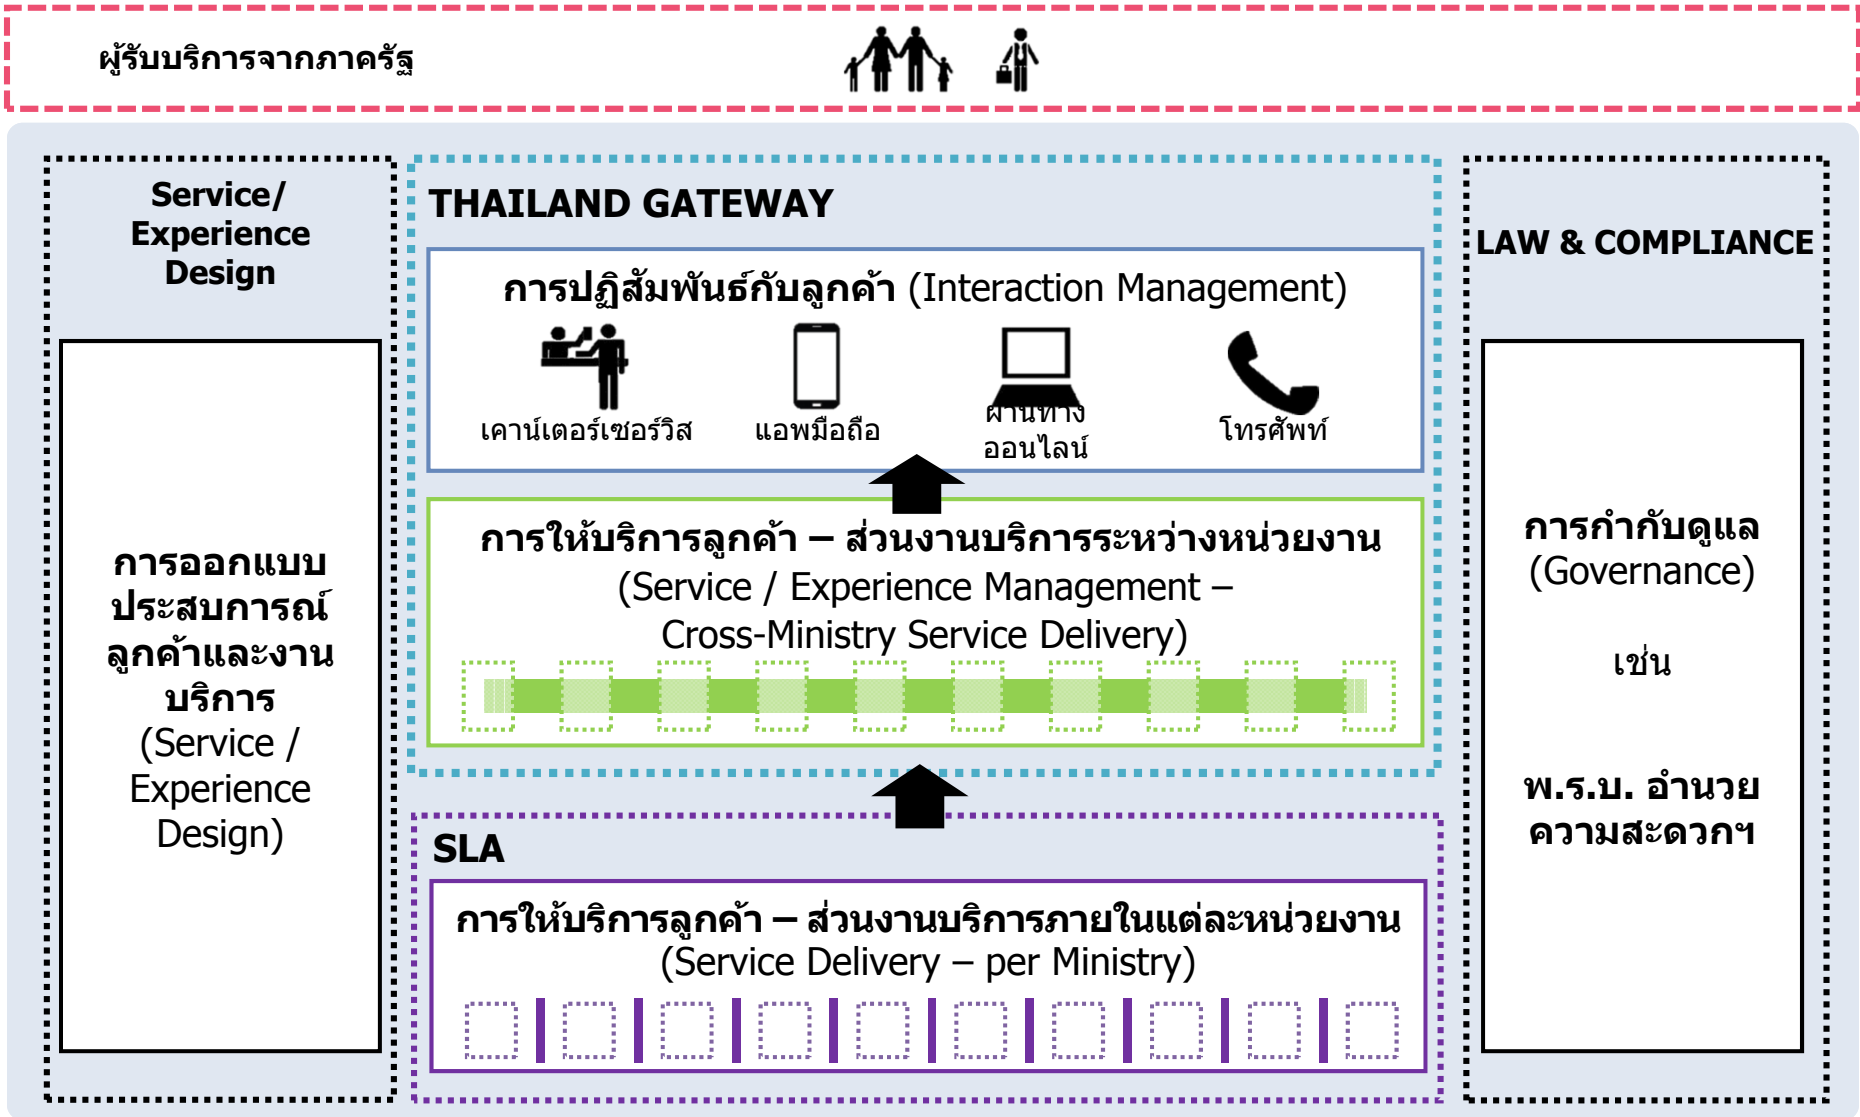 ผู้รับบริการจากภาครัฐ
Service/
Experience
Design
การออกแบบ
ประสบการณ์
ลูกค้าและงาน
บริการ
(Service /
Experience
Design)
THAILAND GATEWAY
การปฏิสัมพันธ์กับลูกค้า (Interaction Management)
เคาน์เตอร์เซอร์วิส
แอพมือถือ
ผ่านทาง
ออนไลน์
โทรศัพท์
การให้บริการลูกค้า – ส่วนงานบริการระหว่างหน่วยงาน
(Service / Experience Management –
Cross-Ministry Service Delivery)
SLA
การให้บริการลูกค้า – ส่วนงานบริการภายในแต่ละหน่วยงาน
(Service Delivery – per Ministry)
LAW & COMPLIANCE
การกำกับดูแล
(Governance)
เช่น
พ.ร.บ. อำนวย
ความสะดวกฯ